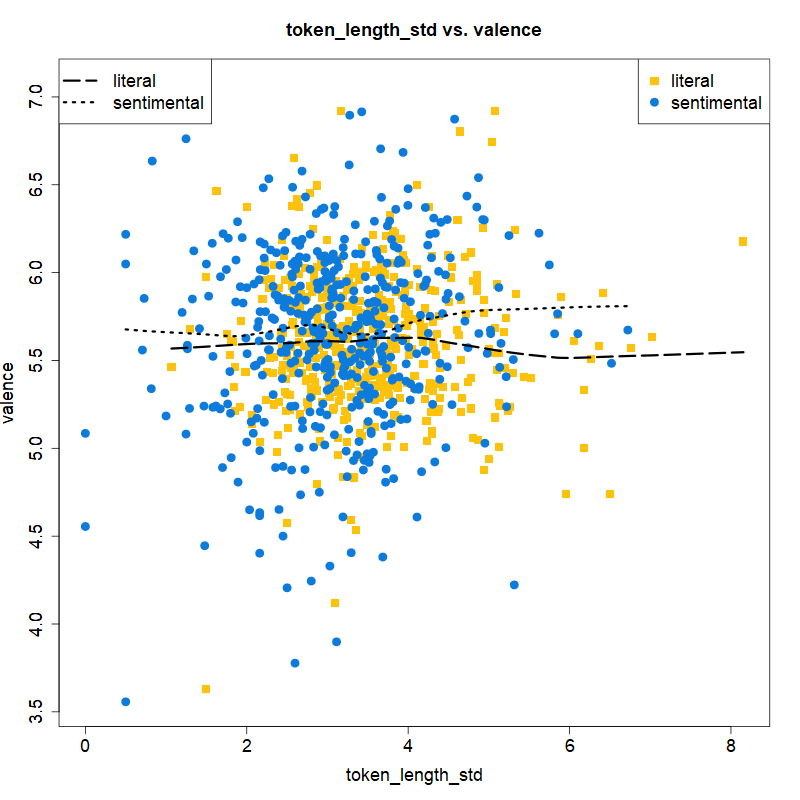 token_length_std vs. valence
literal
sentimental
literal
sentimental
valence
7.0
6.5
6.0
5.5
5.0
4.5
4.0
3.5
0 2 4 6 8
token_length_std